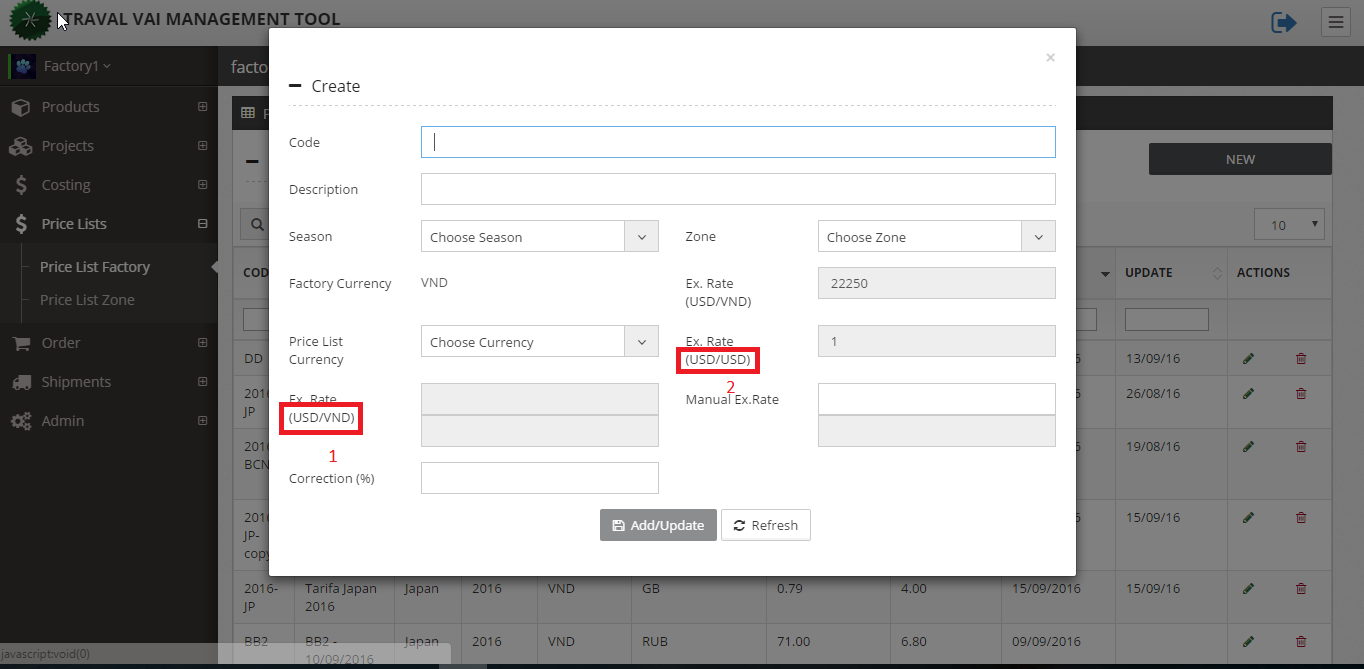 TRAVAL VAI MANAGEMENT TOOL
Factory1
facto
Products
Projects
Costing
Price Lists
Price List Factory
Price List Zone
Order
Shipments
Admin
×
Create
Code
Description
Season
Choose Season
Zone
Choose Zone
Factory Currency
VND
Ex. Rate
(USD/VND)
22250
Price List
Currency
Choose Currency
Ex. Rate
(USD/USD)
1
2
Ex. Rate
(USD/VND)
1
Manual Ex.Rate
Correction (%)
Add/Update
Refresh
NEW
10
COD
UPDATE
ACTIONS
DD
6
13/09/16
2016
JP
6
26/08/16
2016
BCN
6
19/08/16
2016
JP-
copy
6
15/09/16
2016-
JP
Tarifa Japan
2016
Japan
2016
VND
GB
0.79
4.00
15/09/2016
15/09/16
BB2
BB2 -
10/09/2016
Japan
2016
VND
RUB
71.00
6.80
09/09/2016
javascript:void(0)